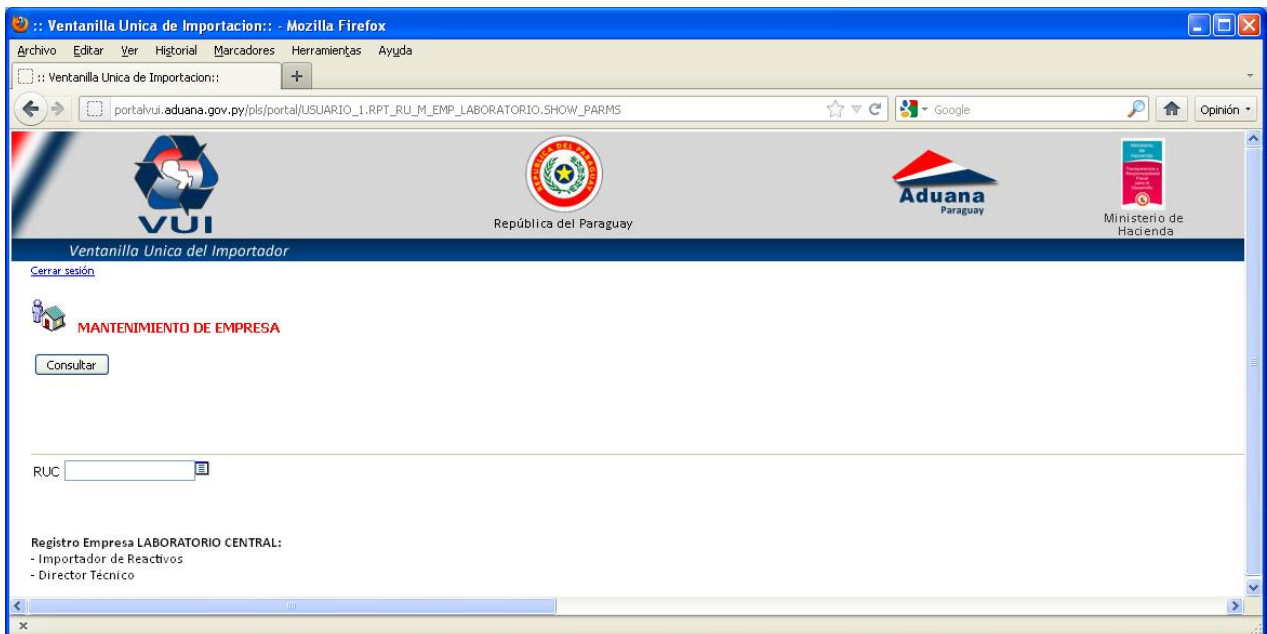 :: Ventanilla Unica de Importacion:: - Mozilla Firefox
Archivo Editar Ver Historial Marcadores Herramientas Ayuda
:: Ventanilla Unica de Importacion::
portalvui.aduana.gov.py/pls/portal/USUARIO_1.RPT_RU_M_EMP_LABORATORIO.SHOW_PARMS Google Opinión
VUI
REPUBLICA DEL PARAGUAY
República del Paraguay
Aduana
Paraguay
Ministerio de
Hacienda
Ventanilla Unica del Importador
Cerrar sesión
MANTENIMIENTO DE EMPRESA
Consultar
RUC
Registro Empresa LABORATORIO CENTRAL:
- Importador de Reactivos
- Director Técnico
x